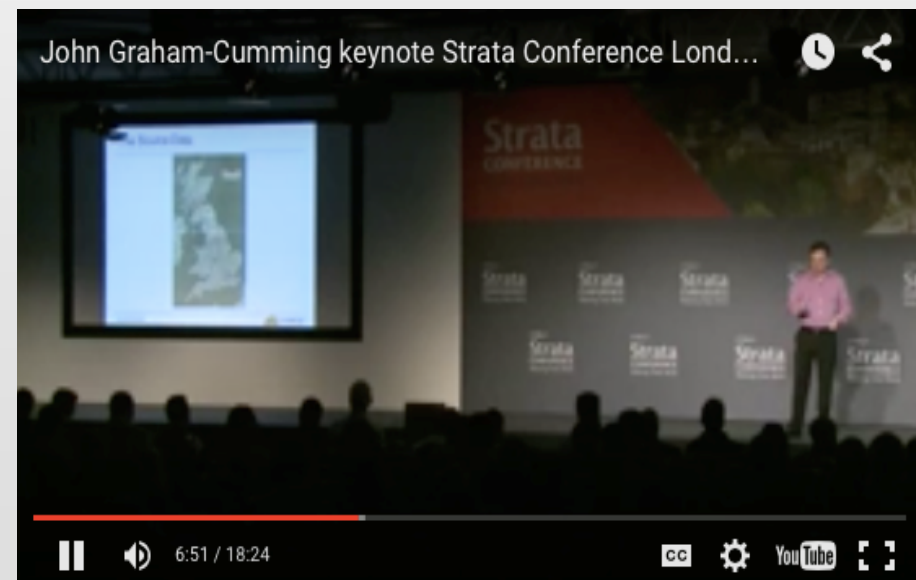 John Graham-Cumming keynote Strata Conference Lond...
Strata
CONFERENCE
Strata
Strata
Strata
Strata
Strata
Strata
Strata
6:51 / 18:24
CC
YouTube